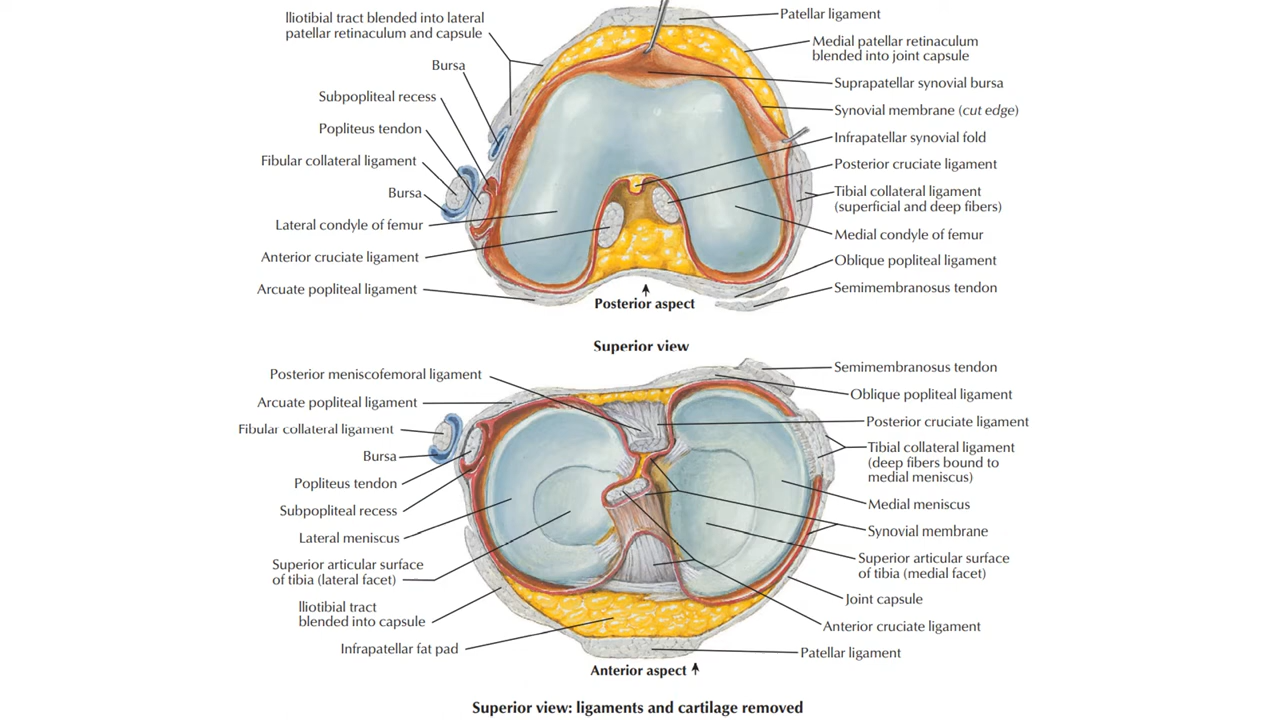 Iliotibial tract blended into lateral
patellar retinaculum and capsule
Bursa
Subpopliteal recess
Popliteus tendon
Fibular collateral ligament
Bursa
Lateral condyle of femur
Anterior cruciate ligament
Arcuate popliteal ligament
Patellar ligament
Medial patellar retinaculum
blended into joint capsule
Suprapatellar synovial bursa
Synovial membrane (cut edge)
Infrapatellar synovial fold
Posterior cruciate ligament
Tibial collateral ligament
(superficial and deep fibers)
Medial condyle of femur
Oblique popliteal ligament
Semimembranosus tendon
Posterior aspect
Superior view
Posterior meniscofemoral ligament
Arcuate popliteal ligament
Fibular collateral ligament
Bursa
Popliteus tendon
Subpopliteal recess
Lateral meniscus
Superior articular surface
of tibia (lateral facet)
Iliotibial tract
blended into capsule
Infrapatellar fat pad
Semimembranosus tendon
Oblique popliteal ligament
Posterior cruciate ligament
Tibial collateral ligament
(deep fibers bound to
medial meniscus)
Medial meniscus
Synovial membrane
Superior articular surface
of tibia (medial facet)
Joint capsule
Anterior cruciate ligament
Patellar ligament
Anterior aspect
Superior view: ligaments and cartilage removed